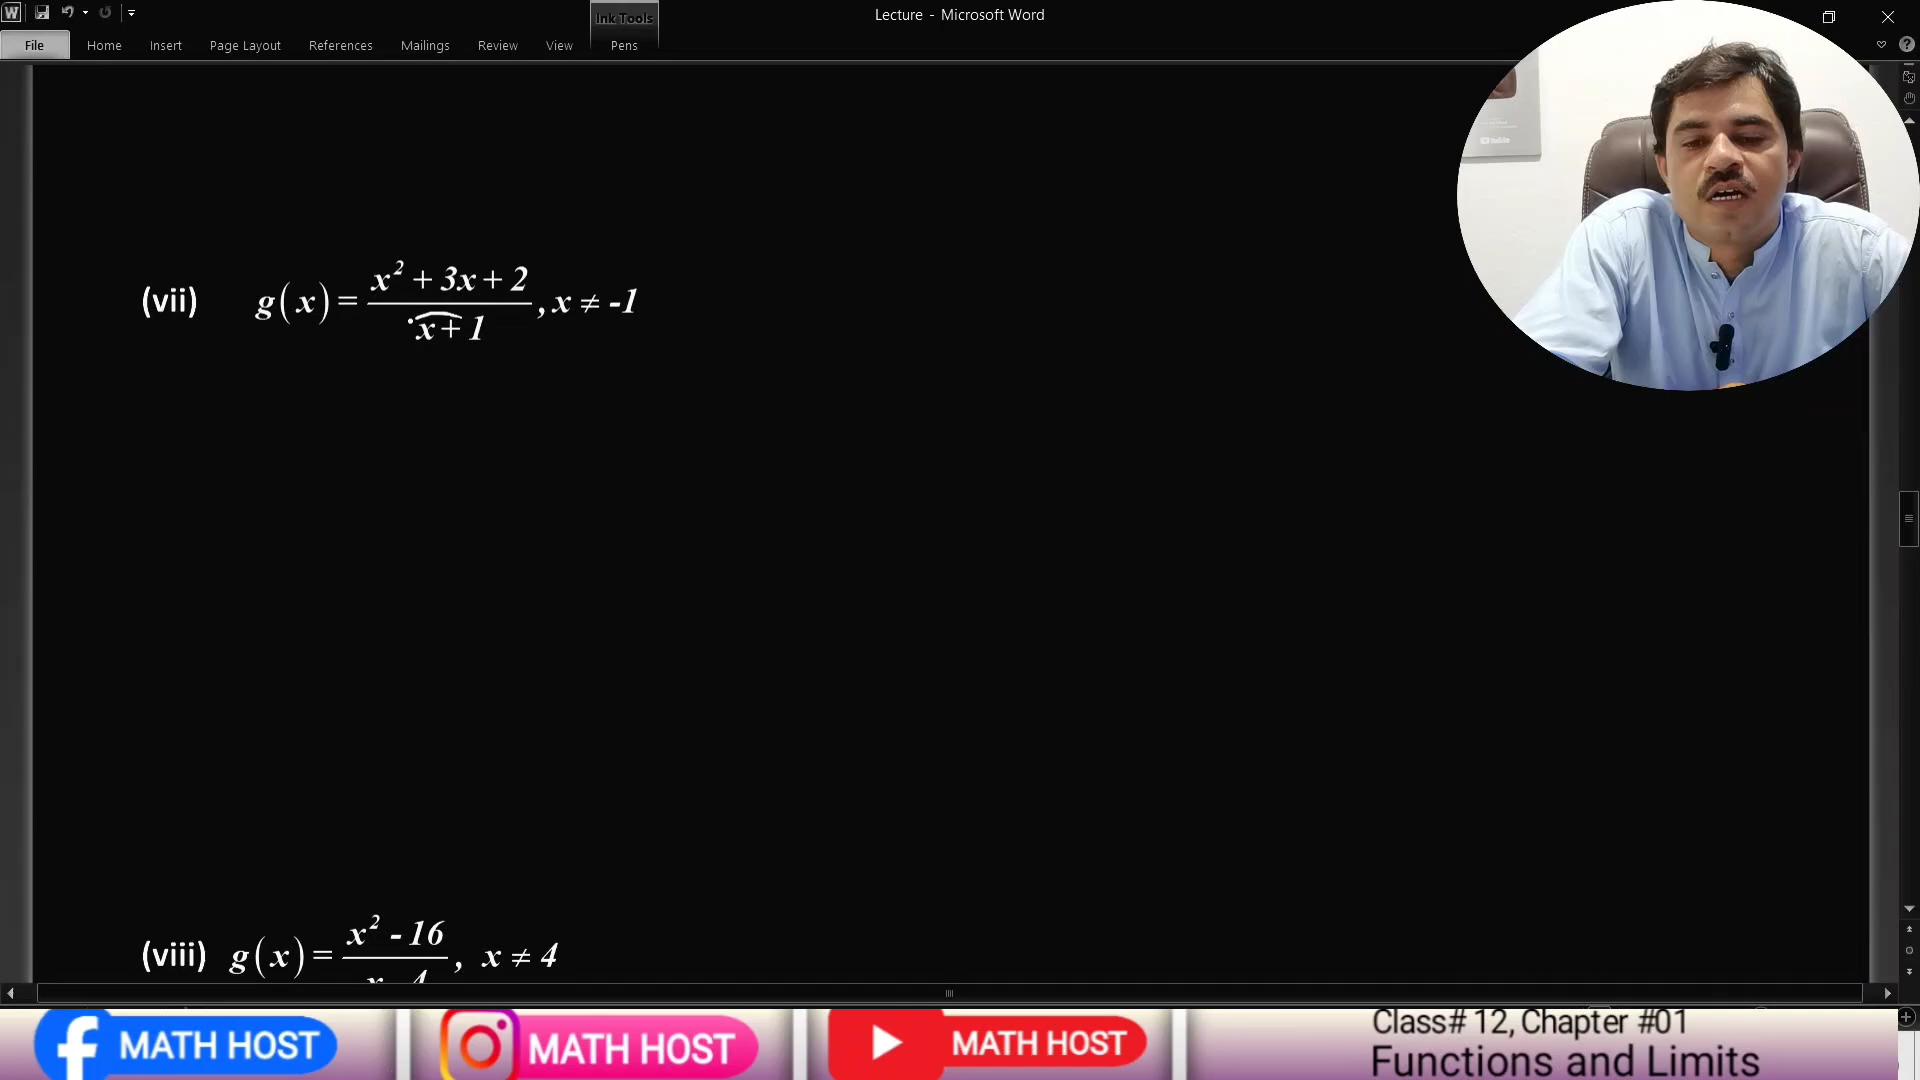 Ink Tools
Lecture - Microsoft Word
File Home Insert Page Layout References Mailings Review View Pens
(vii) g(x) = x² + 3x + 2 / x + 1 , x ≠ -1
(viii) g(x) = x² - 16 / x - 4 , x ≠ 4
MATH HOST
MATH HOST
MATH HOST
Class# 12, Chapter #01
Functions and Limits